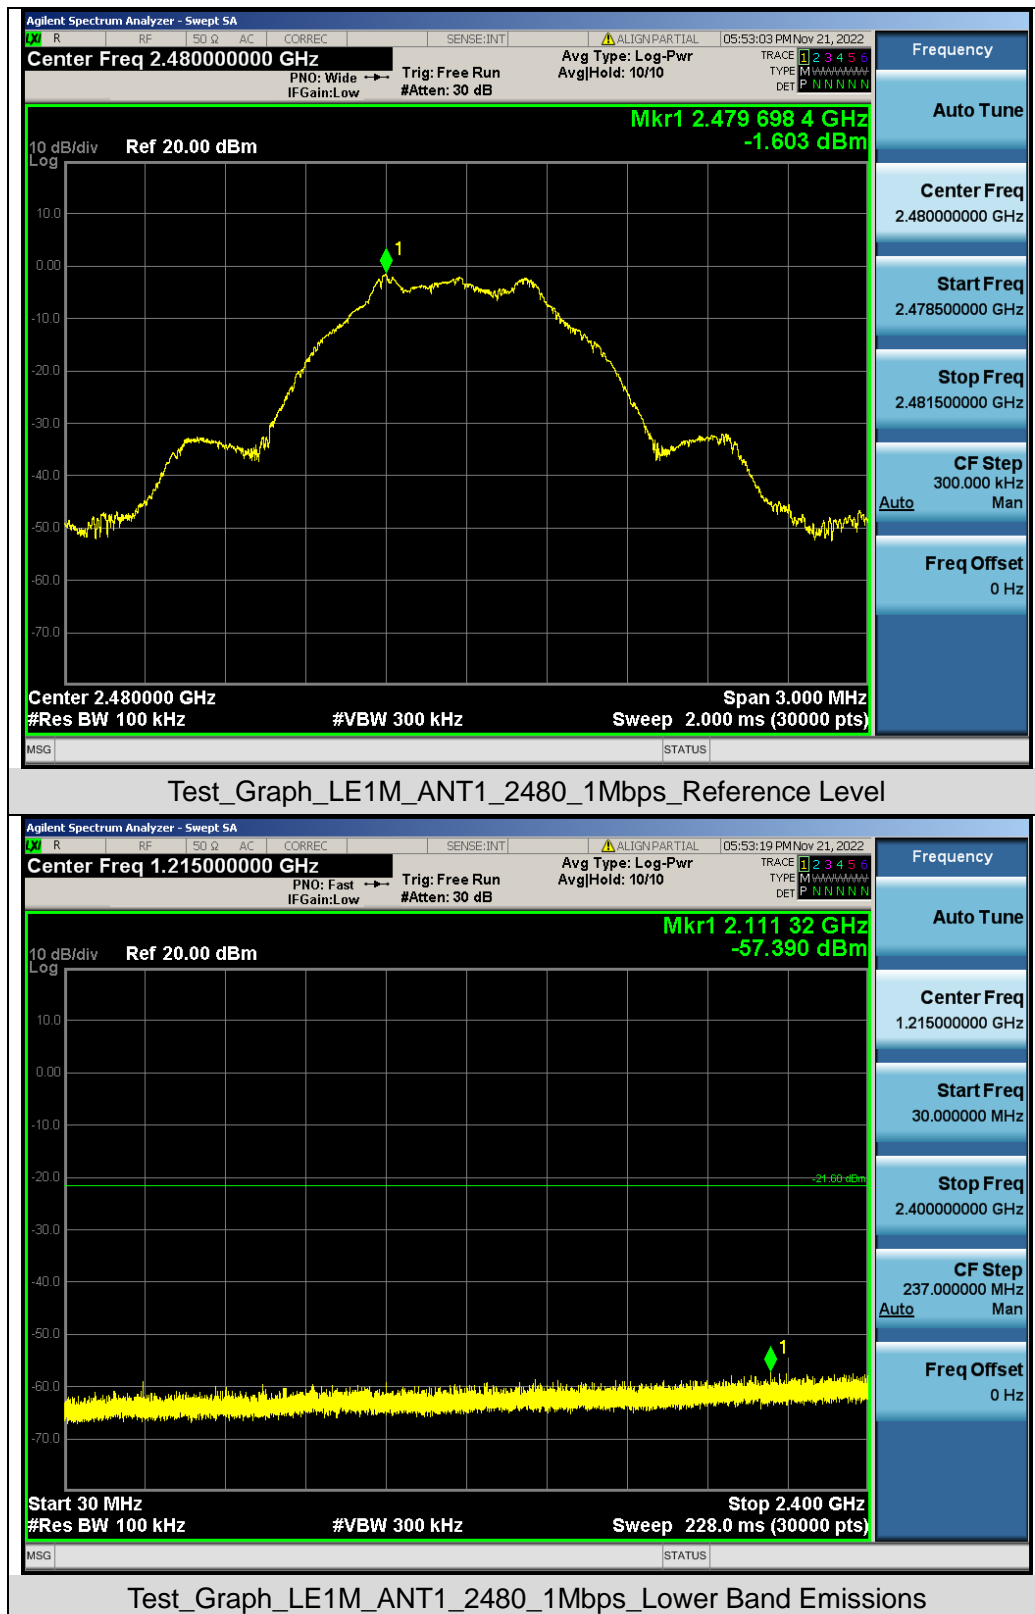 Agilent Spectrum Analyzer - Swept SA
LXI R RF 50 Ω AC CORREC SENSE:INT ALIGN PARTIAL 05:53:03 PM Nov 21, 2022
Center Freq 2.480000000 GHz
PNO: Wide
IFGain:Low
Trig: Free Run
#Atten: 30 dB
Avg Type: Log-Pwr
Avg|Hold: 10/10
TRACE 1 2 3 4 5 6
TYPE M
DET P N N N N N
Mkr1 2.479 698 4 GHz
-1.603 dBm
10 dB/div Ref 20.00 dBm
Log
10.0
0.00
-10.0
-20.0
-30.0
-40.0
-50.0
-60.0
-70.0
1
Center 2.480000 GHz Span 3.000 MHz
#Res BW 100 kHz #VBW 300 kHz Sweep 2.000 ms (30000 pts)
MSG STATUS
Frequency
Auto Tune
Center Freq
2.480000000 GHz
Start Freq
2.478500000 GHz
Stop Freq
2.481500000 GHz
CF Step
300.000 kHz
Auto Man
Freq Offset
0 Hz
Test_Graph_LE1M_ANT1_2480_1Mbps_Reference Level
Agilent Spectrum Analyzer - Swept SA
LXI R RF 50 Ω AC CORREC SENSE:INT ALIGN PARTIAL 05:53:19 PM Nov 21, 2022
Center Freq 1.215000000 GHz
PNO: Fast
IFGain:Low
Trig: Free Run
#Atten: 30 dB
Avg Type: Log-Pwr
Avg|Hold: 10/10
TRACE 1 2 3 4 5 6
TYPE M
DET P N N N N N
Mkr1 2.111 32 GHz
-57.390 dBm
10 dB/div Ref 20.00 dBm
Log
10.0
0.00
-10.0
-20.0
-30.0
-40.0
-50.0
-60.0
-70.0
-21.60 dBm
1
Start 30 MHz Stop 2.400 GHz
#Res BW 100 kHz #VBW 300 kHz Sweep 228.0 ms (30000 pts)
MSG STATUS
Frequency
Auto Tune
Center Freq
1.215000000 GHz
Start Freq
30.000000 MHz
Stop Freq
2.400000000 GHz
CF Step
237.000000 MHz
Auto Man
Freq Offset
0 Hz
Test_Graph_LE1M_ANT1_2480_1Mbps_Lower Band Emissions